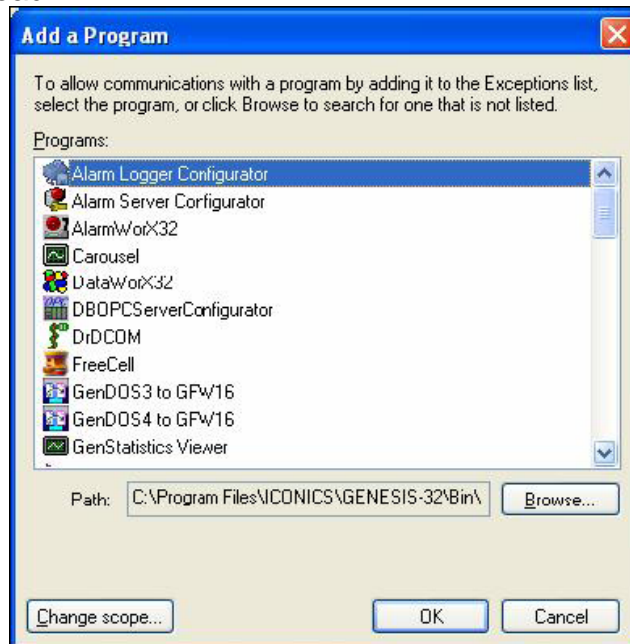 Add a Program
To allow communications with a program by adding it to the Exceptions list,
select the program, or click Browse to search for one that is not listed.
Programs:
Alarm Logger Configurator
Alarm Server Configurator
AlarmWorX32
Carousel
DataWorX32
DBOPCServerConfigurator
DrDCOM
FreeCell
GenDOS3 to GFW16
GenDOS4 to GFW16
GenStatistics Viewer
Path: C:\Program Files\ICONICS\GENESIS-32\Bin\ Browse...
Change scope... OK Cancel